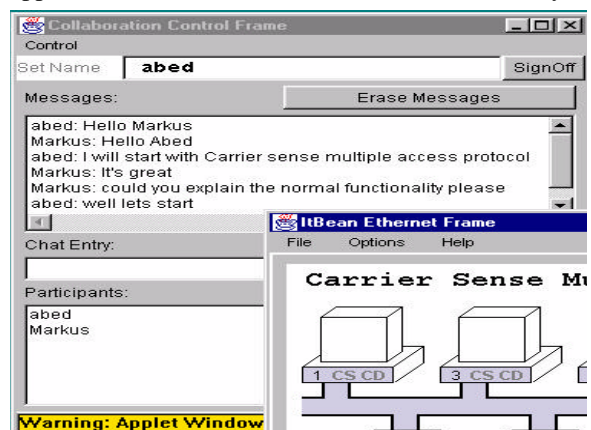 Collaboration Control Frame
Control
Set Name abed SignOff
Messages: Erase Messages
abed: Hello Markus
Markus: Hello Abed
abed: I will start with Carrier sense multiple access protocol
Markus: It's great
Markus: could you explain the normal functionality please
abed: well lets start
Chat Entry:
Participants:
abed
Markus
Warning: Applet Window
ItBean Ethernet Frame
File Options Help
Carrier Sense Mu
1 CS CD
3 CS CD